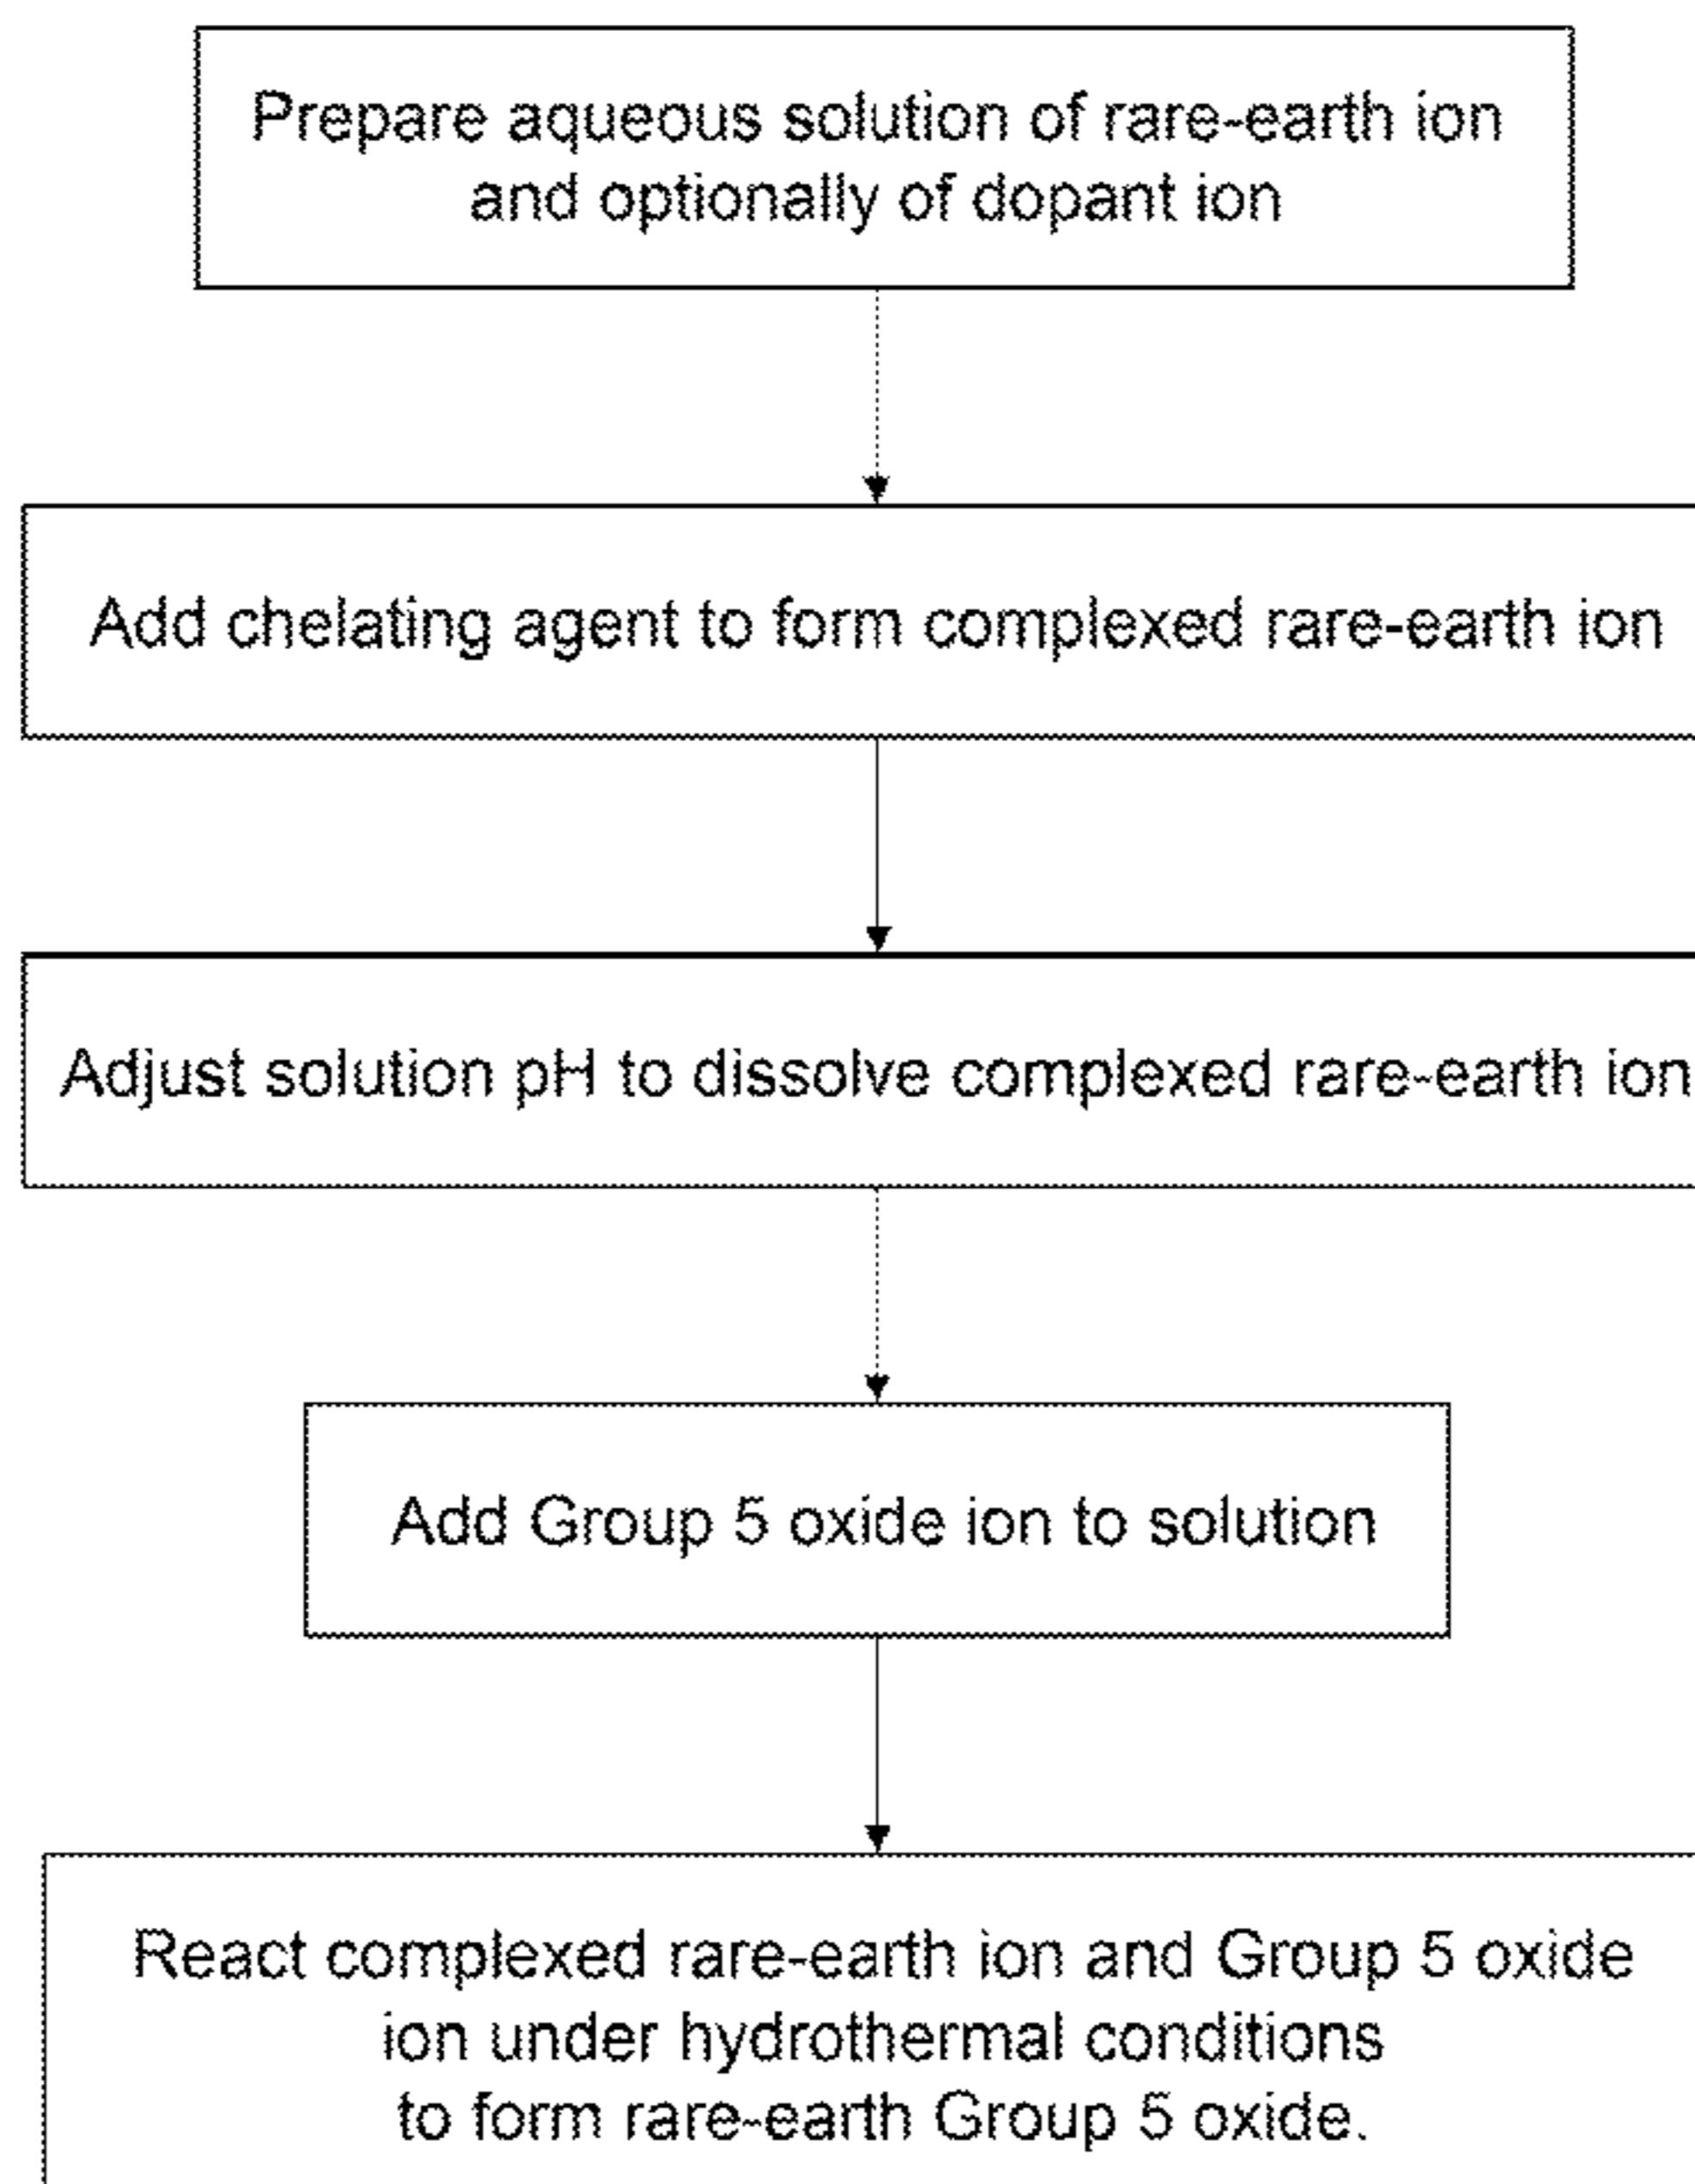 Prepare aqueous solution of rare-earth ion
and optionally of dopant ion
Add chelating agent to form complexed rare-earth ion
Adjust solution pH to dissolve complexed rare-earth ion
Add Group 5 oxide ion to solution
React complexed rare-earth ion and Group 5 oxide
ion under hydrothermal conditions
to form rare-earth Group 5 oxide.